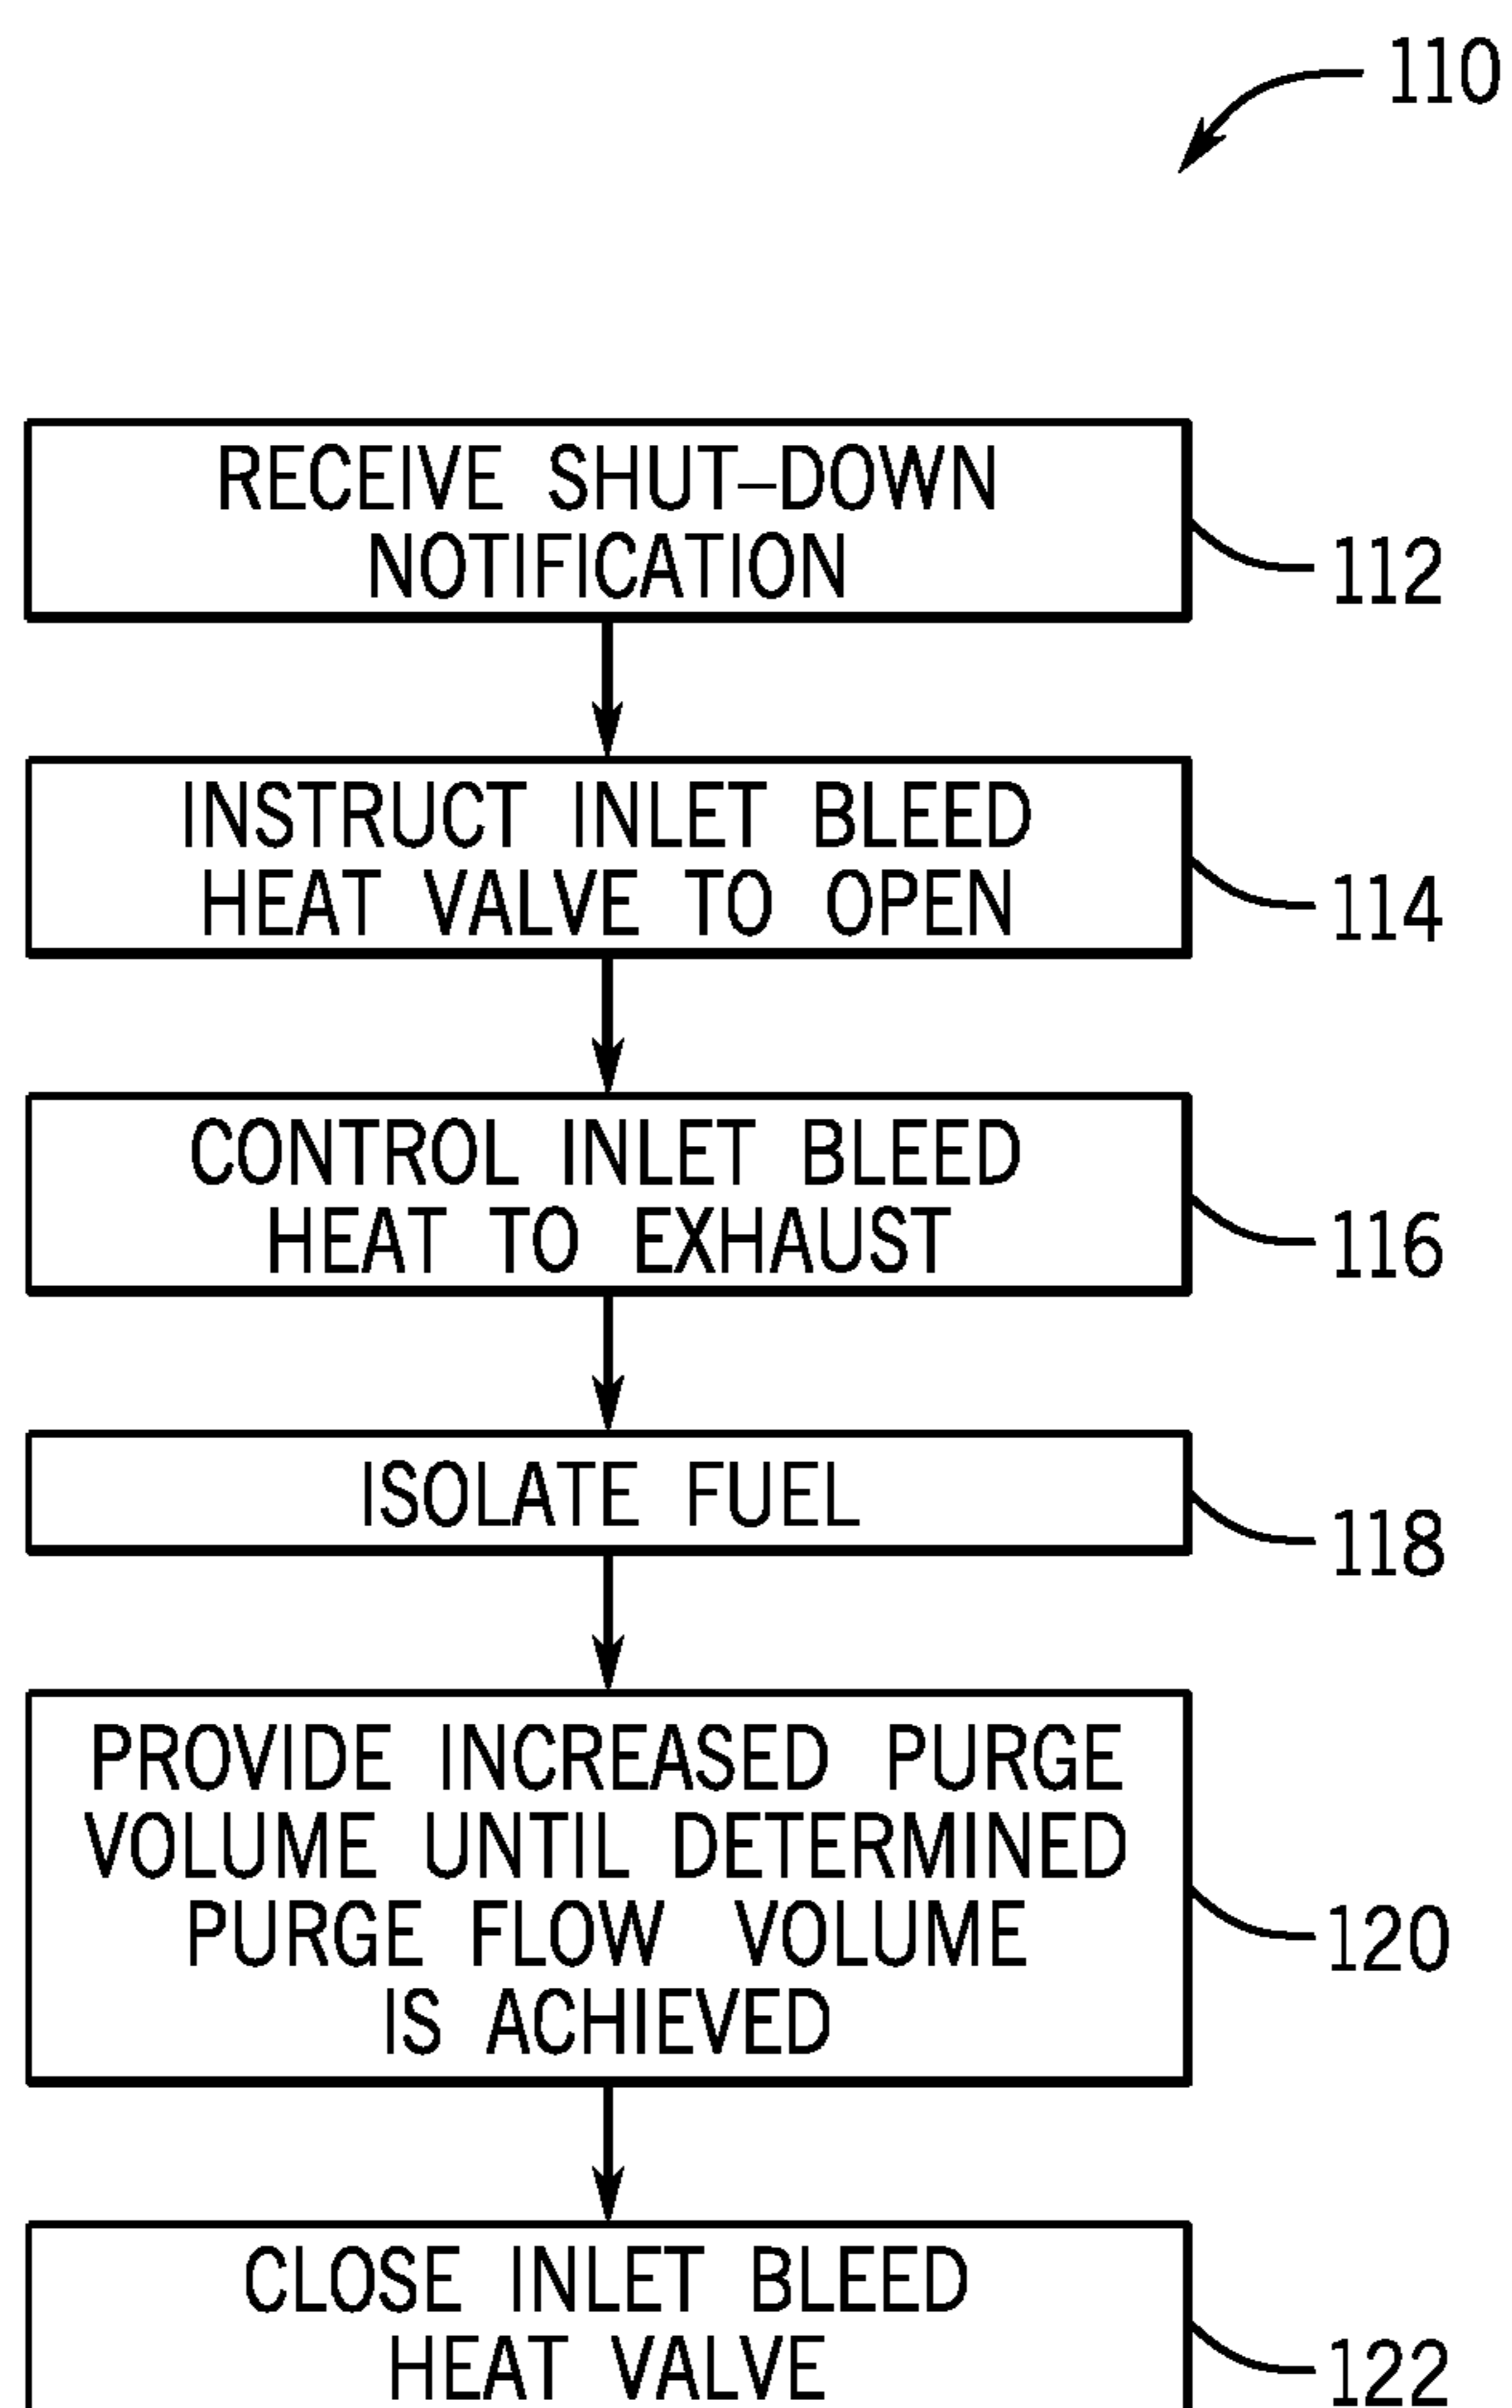 110
RECEIVE SHUT-DOWN
NOTIFICATION
112
INSTRUCT INLET BLEED
HEAT VALVE TO OPEN
114
CONTROL INLET BLEED
HEAT TO EXHAUST
116
ISOLATE FUEL
118
PROVIDE INCREASED PURGE
VOLUME UNTIL DETERMINED
PURGE FLOW VOLUME
IS ACHIEVED
120
CLOSE INLET BLEED
HEAT VALVE
122